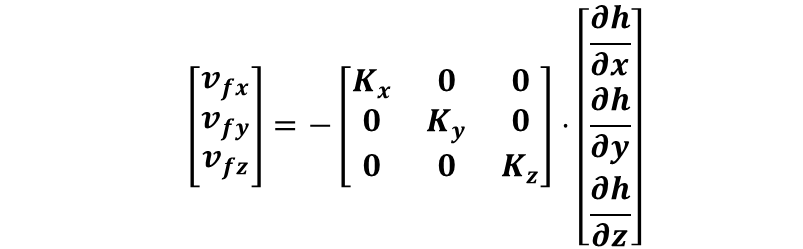 [v_fx; v_fy; v_fz] = − [K_x 0 0; 0 K_y 0; 0 0 K_z] · [∂h/∂x; ∂h/∂y; ∂h/∂z]